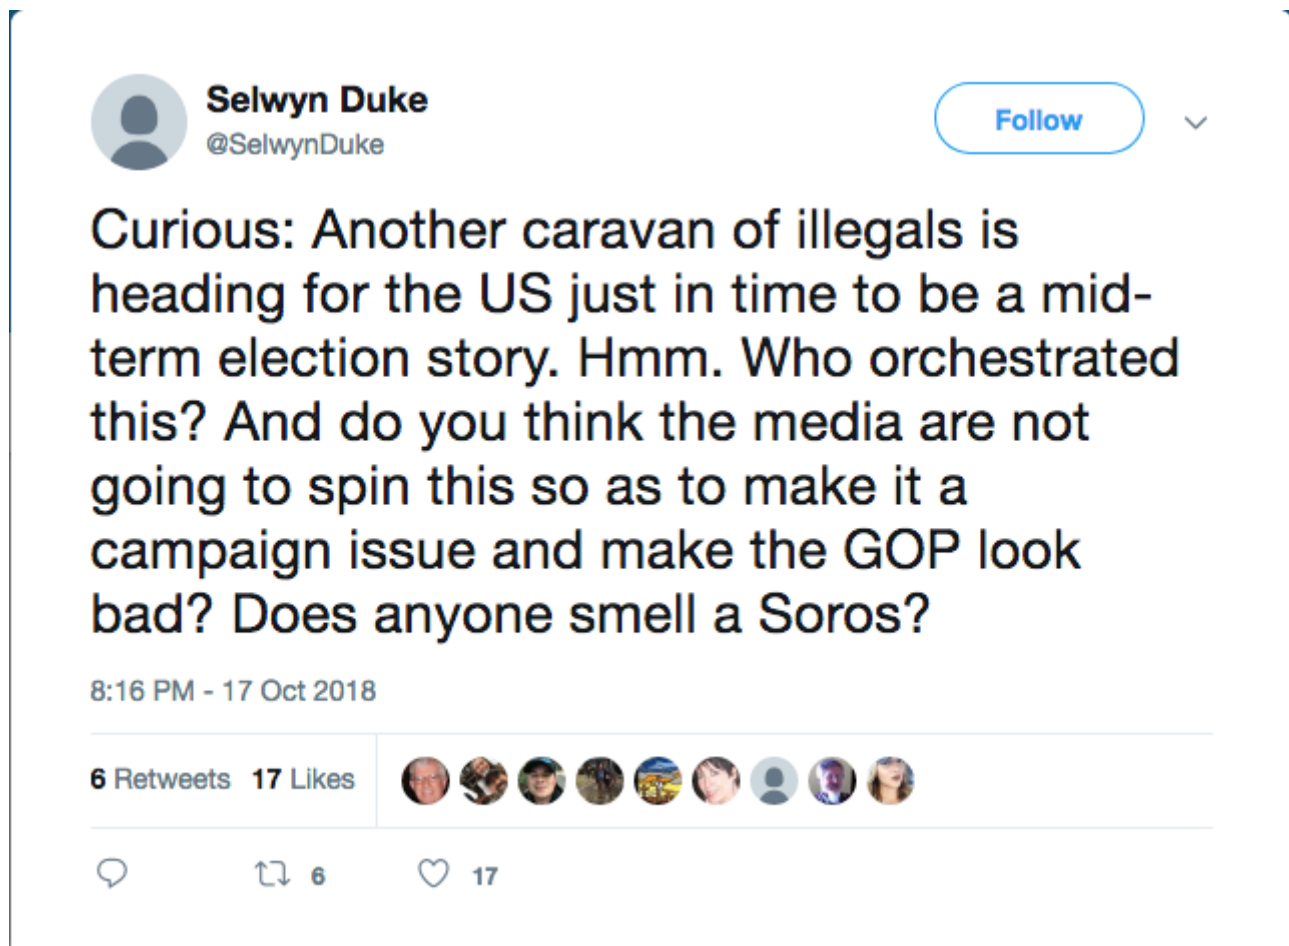 Selwyn Duke
@SelwynDuke
Follow
Curious: Another caravan of illegals is
heading for the US just in time to be a mid-
term election story. Hmm. Who orchestrated
this? And do you think the media are not
going to spin this so as to make it a
campaign issue and make the GOP look
bad? Does anyone smell a Soros?
8:16 PM - 17 Oct 2018
6 Retweets 17 Likes
6 17